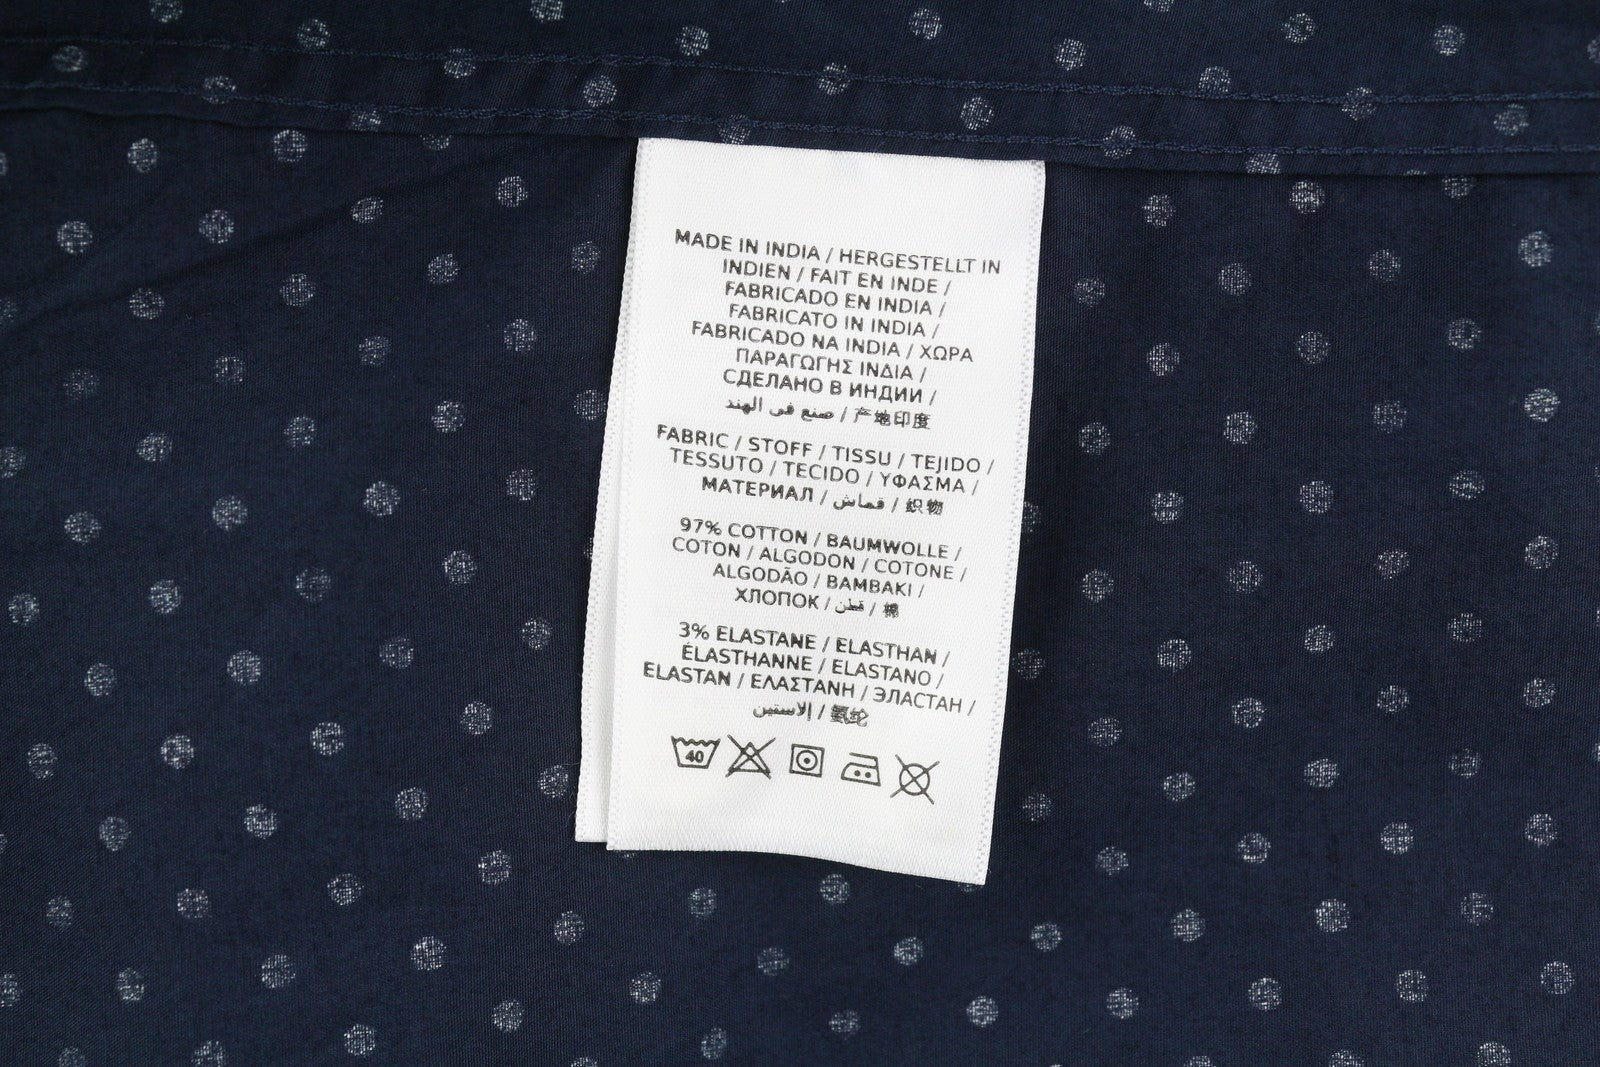 MADE IN INDIA / HERGESTELLT IN
INDIEN / FAIT EN INDE /
FABRICADO EN INDIA /
FABRICATO IN INDIA /
FABRICADO NA INDIA / ΧΩΡΑ
ΠΑΡΑΓΩΓΗΣ ΙΝΔΙΑ /
СДЕЛАНО В ИНДИИ /
صنع فى الهند / 产地印度
FABRIC / STOFF / TISSU / TEJIDO /
TESSUTO / TECIDO / ΥΦΑΣΜΑ /
МАТЕРИАЛ / قماش / 织物
97% COTTON / BAUMWOLLE /
COTON / ALGODON / COTONE /
ALGODÃO / BAMBAKI /
ХЛОПОК / قطن / 棉
3% ELASTANE / ELASTHAN /
ÉLASTHANNE / ELASTANO /
ELASTAN / ΕΛΑΣΤΑΝΗ / ЭЛАСТАН /
إلاستين / 氨纶
40